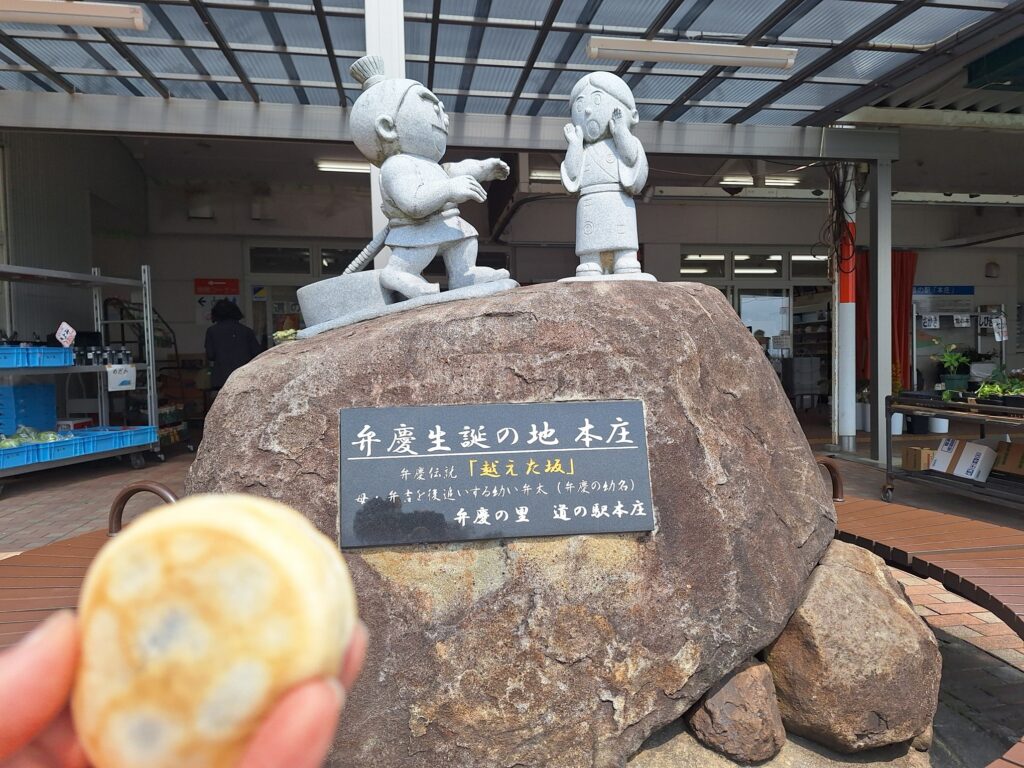 弁慶生誕の地 本庄
弁慶伝説「越えた坂」
母・弁吉を後追いする幼い弁太（弁慶の幼名）
弁慶の里 道の駅本庄